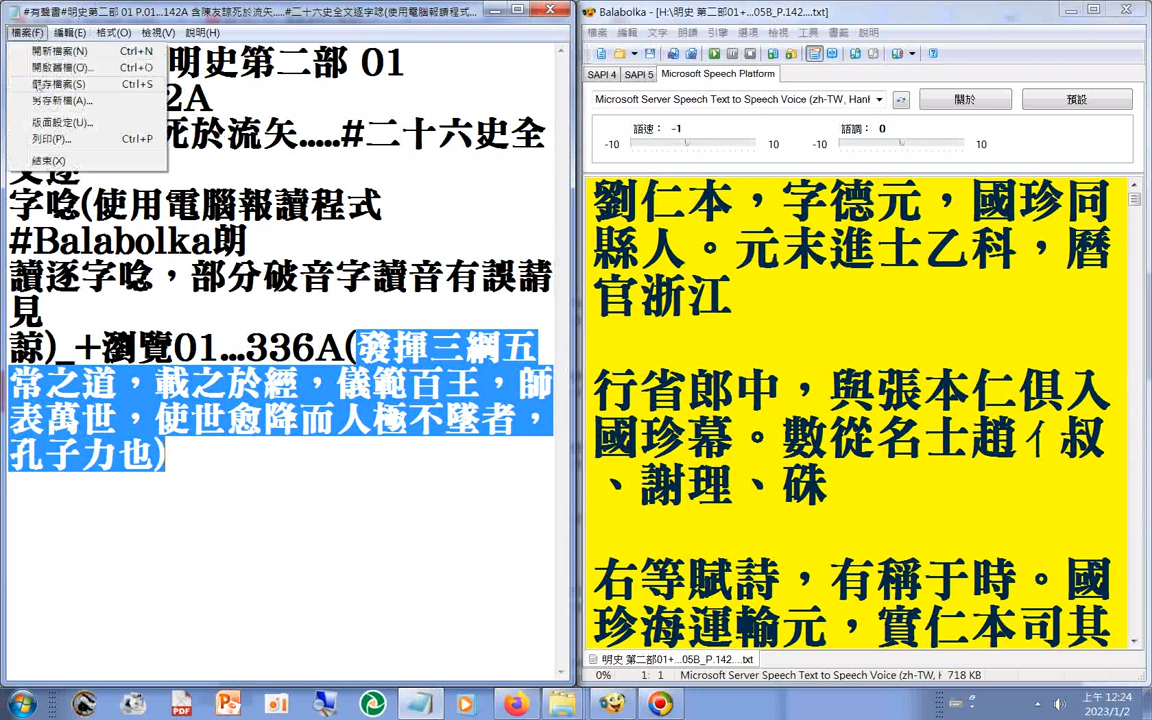 #有聲書#明史第二部 01 P.01...142A 含陳友諒死於流矢.....#二十六史全文逐字唸(使用電腦報讀程式...
檔案(F) 編輯(E) 格式(O) 檢視(V) 說明(H)
開新檔案(N) Ctrl+N
開啟舊檔(O)... Ctrl+O
儲存檔案(S) Ctrl+S
另存新檔(A)...
版面設定(U)...
列印(P)... Ctrl+P
結束(X)
明史第二部 01
2A
死於流矢.....#二十六史全
文逐
字唸(使用電腦報讀程式
#Balabolka朗
讀逐字唸，部分破音字讀音有誤請
見
諒)_+瀏覽01...336A(發揮三綱五
常之道，載之於經，儀範百王，師
表萬世，使世愈降而人極不墜者，
孔子力也)
Balabolka - [H:\明史 第二部01+...05B_P.142....txt]
檔案 編輯 文字 朗讀 引擎 選項 檢視 工具 書籤 說明
SAPI 4 SAPI 5 Microsoft Speech Platform
Microsoft Server Speech Text to Speech Voice (zh-TW, Hanl 關於 預設
語速： -1 語調： 0
-10 10 -10 10
劉仁本，字德元，國珍同
縣人。元末進士乙科，曆
官浙江
行省郎中，與張本仁俱入
國珍幕。數從名士趙彳叔
、謝理、硃
右等賦詩，有稱于時。國
珍海運輸元，實仁本司其
明史 第二部01+...05B_P.142....txt
0% 1: 1 Microsoft Server Speech Text to Speech Voice (zh-TW, HanHan) 718 KB
上午 12:24
2023/1/2